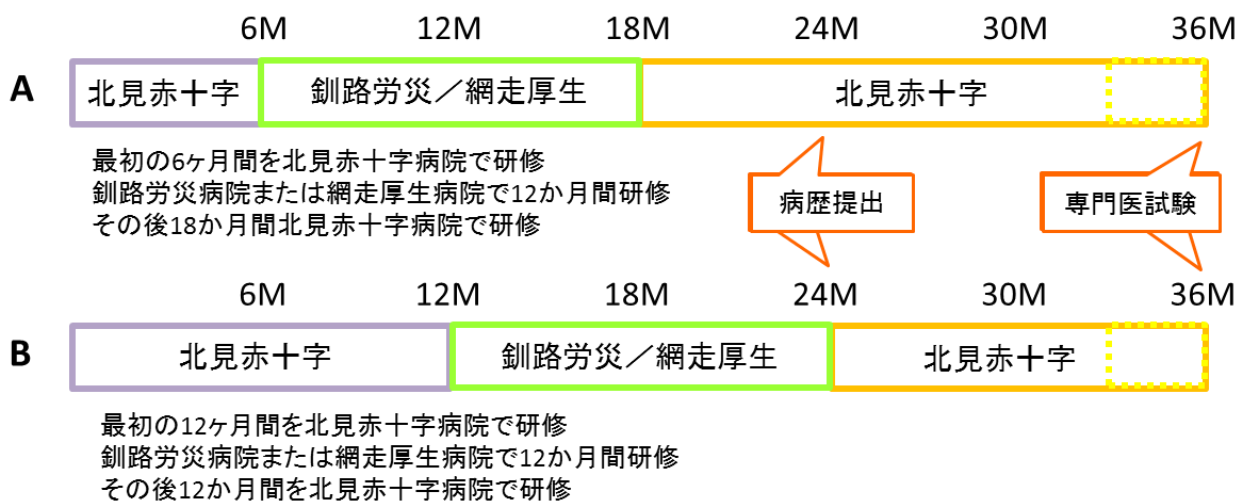 6M 12M 18M 24M 30M 36M
A 北見赤十字 釧路労災／網走厚生 北見赤十字
最初の6ヶ月間を北見赤十字病院で研修
釧路労災病院または網走厚生病院で12か月間研修
その後18か月間北見赤十字病院で研修
病歴提出 専門医試験
6M 12M 18M 24M 30M 36M
B 北見赤十字 釧路労災／網走厚生 北見赤十字
最初の12ヶ月間を北見赤十字病院で研修
釧路労災病院または網走厚生病院で12か月間研修
その後12か月間を北見赤十字病院で研修